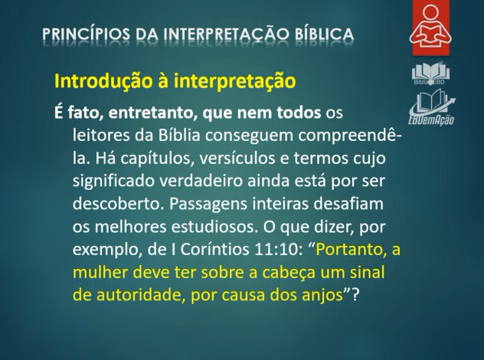 PRINCÍPIOS DA INTERPRETAÇÃO BÍBLICA
Introdução à interpretação
É fato, entretanto, que nem todos os
leitores da Bíblia conseguem compreendê-
la. Há capítulos, versículos e termos cujo
significado verdadeiro ainda está por ser
descoberto. Passagens inteiras desafiam
os melhores estudiosos. O que dizer, por
exemplo, de I Coríntios 11:10: “Portanto, a
mulher deve ter sobre a cabeça um sinal
de autoridade, por causa dos anjos”?
EBDemAção